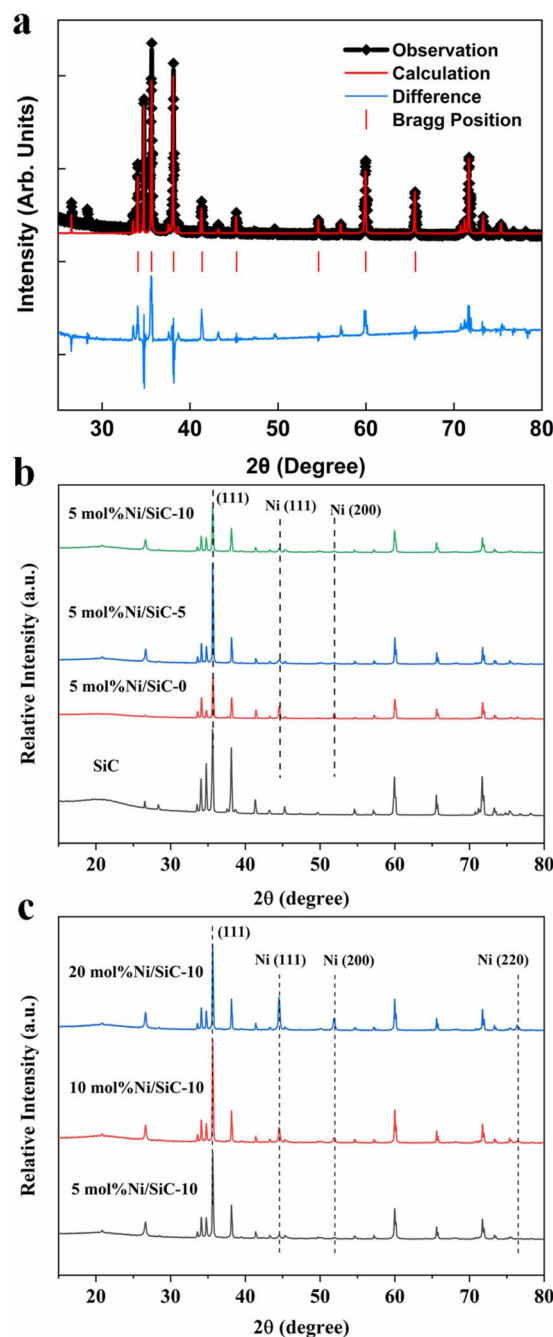 a
Observation
Calculation
Difference
Bragg Position
Intensity (Arb. Units)
30 40 50 60 70 80
2θ (Degree)
b
(111)
Ni (111)
Ni (200)
5 mol%Ni/SiC-10
5 mol%Ni/SiC-5
5 mol%Ni/SiC-0
SiC
Relative Intensity (a.u.)
20 30 40 50 60 70 80
2θ (degree)
c
(111)
Ni (111)
Ni (200)
Ni (220)
20 mol%Ni/SiC-10
10 mol%Ni/SiC-10
5 mol%Ni/SiC-10
Relative Intensity (a.u.)
20 30 40 50 60 70 80
2θ (degree)